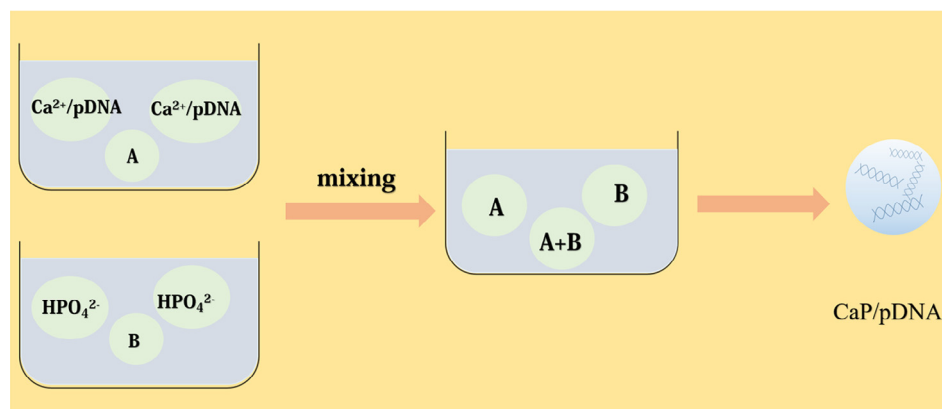 Ca²⁺/pDNA
Ca²⁺/pDNA
A
mixing
A
B
A+B
HPO₄²⁻
HPO₄²⁻
B
CaP/pDNA